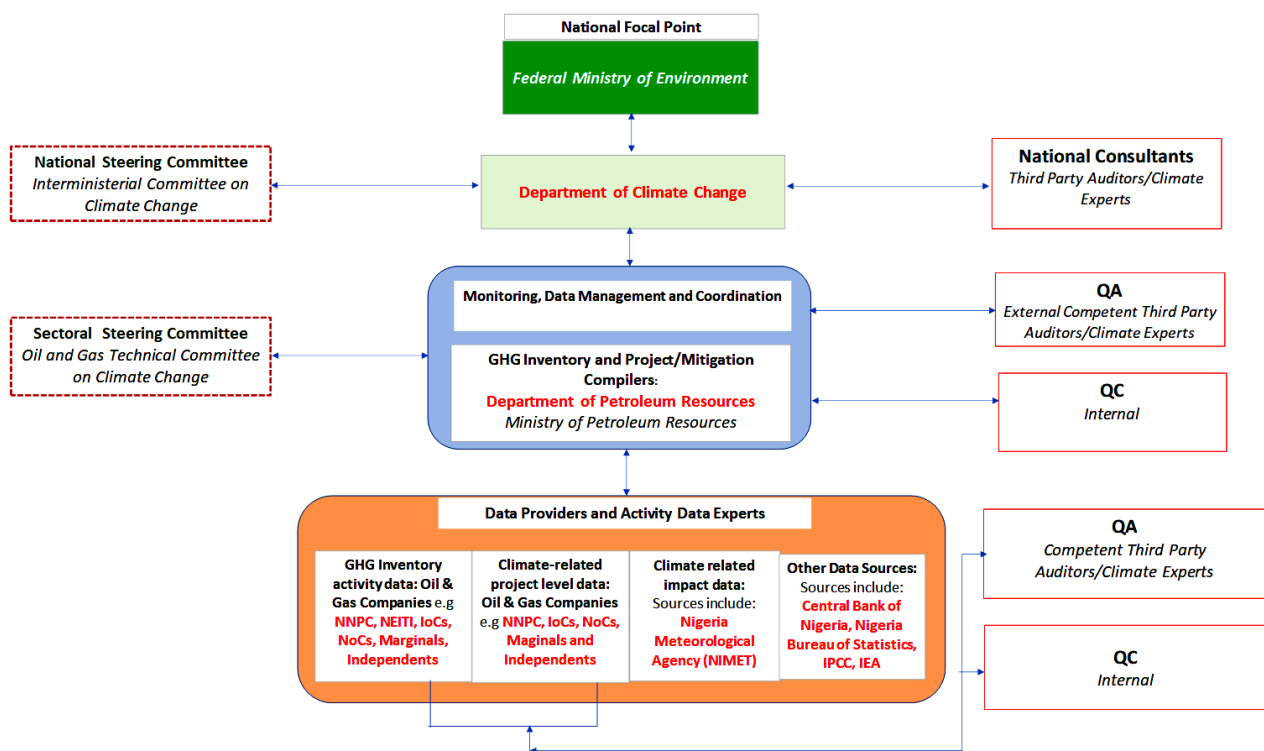 National Focal Point
Federal Ministry of Environment
National Steering Committee
Interministerial Committee on
Climate Change
Department of Climate Change
National Consultants
Third Party Auditors/Climate
Experts
Monitoring, Data Management and Coordination
QA
External Competent Third Party
Auditors/Climate Experts
Sectoral Steering Committee
Oil and Gas Technical Committee
on Climate Change
GHG Inventory and Project/Mitigation
Compilers:
Department of Petroleum Resources
Ministry of Petroleum Resources
QC
Internal
Data Providers and Activity Data Experts
GHG Inventory
activity data: Oil &
Gas Companies e.g
NNPC, NEITI, IoCs,
NoCs, Marginals,
Independents
Climate-related
project level data:
Oil & Gas Companies
e.g NNPC, IoCs, NoCs,
Maginals and
Independents
Climate related
impact data:
Sources include:
Nigeria
Meteorological
Agency (NIMET)
Other Data Sources:
Sources include:
Central Bank of
Nigeria, Nigeria
Bureau of Statistics,
IPCC, IEA
QA
Competent Third Party
Auditors/Climate Experts
QC
Internal